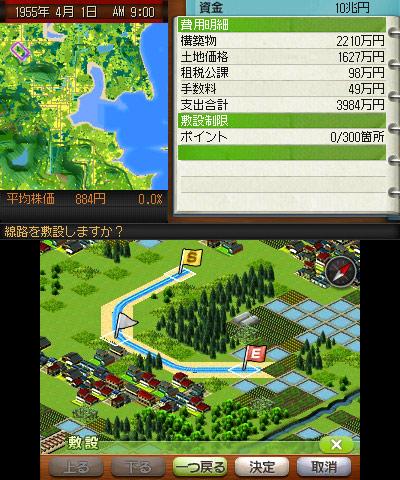 1955年 4月 1日 AM 9:00
資金 10兆円
費用明細
構築物 2210万円
土地価格 1627万円
租税公課 98万円
手数料 49万円
支出合計 3984万円
敷設制限
ポイント 0/300箇所
平均株価 884円 0.0%
線路を敷設しますか？
S
E
敷設
上る 下る 一つ戻る 決定 取消